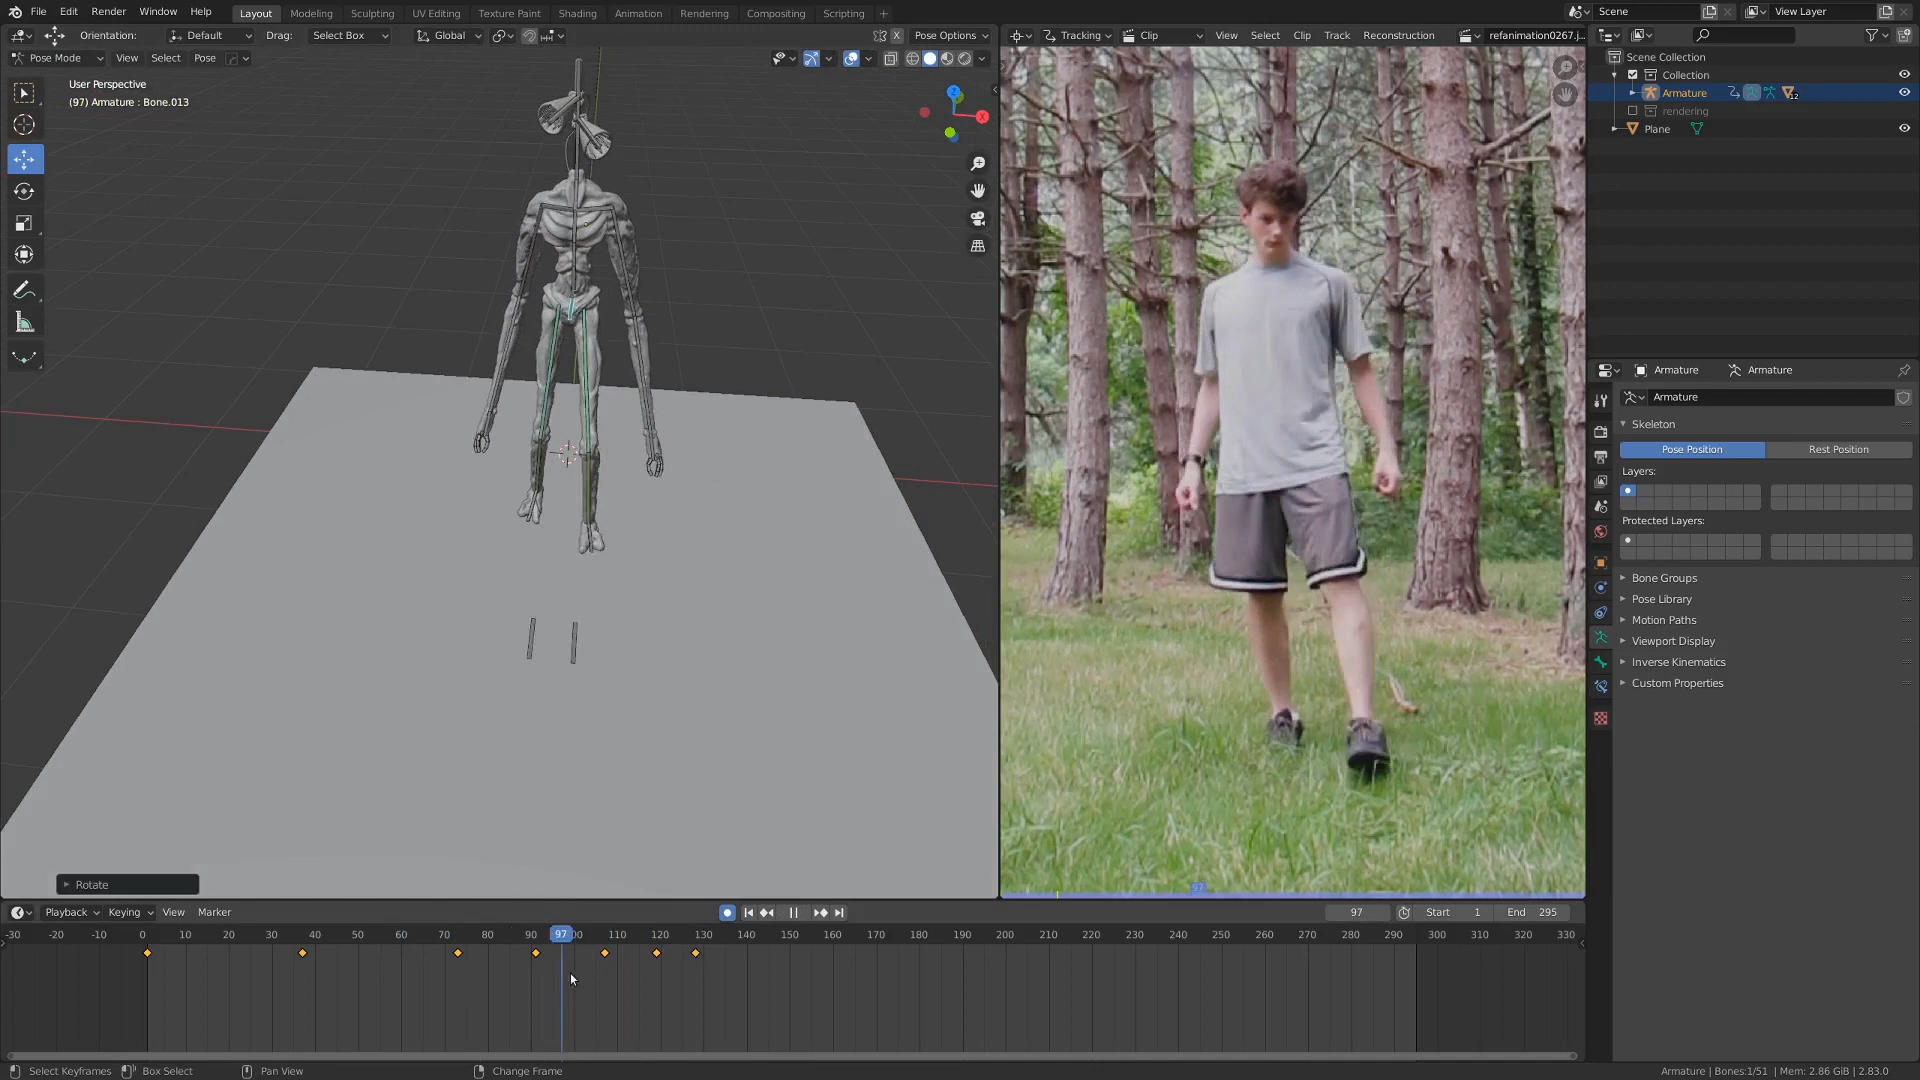 File Edit Render Window Help Layout Modeling Sculpting UV Editing Texture Paint Shading Animation Rendering Compositing Scripting + Scene View Layer
Orientation: Default Drag: Select Box Global X Pose Options Tracking Clip View Select Clip Track Reconstruction refanimation0267.j...
Pose Mode View Select Pose
Scene Collection
Collection
Armature 12
rendering
Plane
User Perspective
(97) Armature : Bone.013
Z
X
Armature Armature
Armature
Skeleton
Pose Position Rest Position
Layers:
Protected Layers:
Bone Groups
Pose Library
Motion Paths
Viewport Display
Inverse Kinematics
Custom Properties
Rotate
97
Playback Keying View Marker 97 Start 1 End 295
-30 -20 -10 0 10 20 30 40 50 60 70 80 90 97 110 120 130 140 150 160 170 180 190 200 210 220 230 240 250 260 270 280 290 300 310 320 330
Select Keyframes Box Select Pan View Change Frame Armature | Bones:1/51 | Mem: 2.86 GiB | 2.83.0